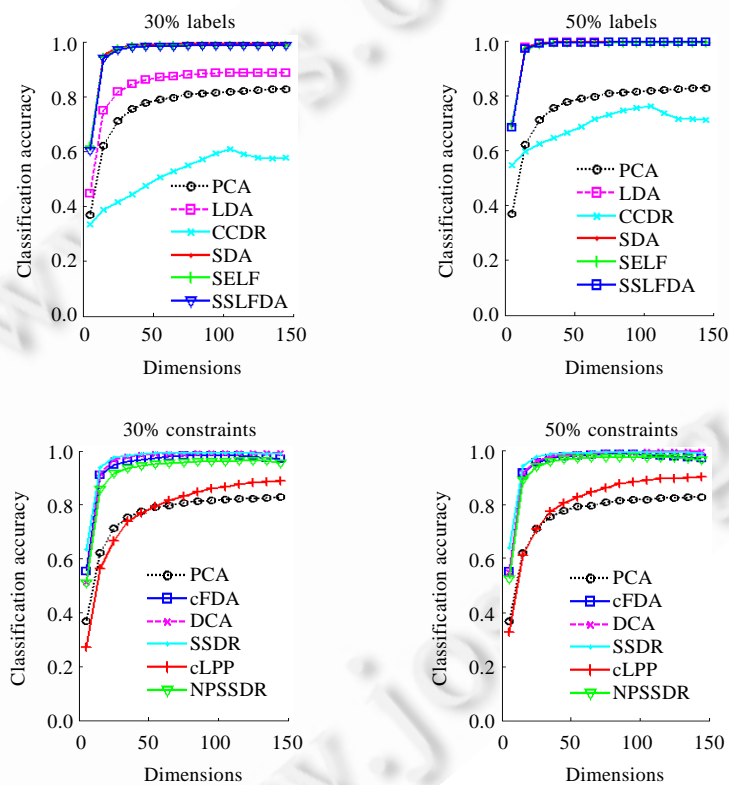 30% labels
1.0
0.8
0.6
0.4
0.2
0.0
Classification accuracy
PCA
LDA
CCDR
SDA
SELF
SSLFDA
0
50
100
150
Dimensions
50% labels
1.0
0.8
0.6
0.4
0.2
0.0
Classification accuracy
PCA
LDA
CCDR
SDA
SELF
SSLFDA
0
50
100
150
Dimensions
30% constraints
1.0
0.8
0.6
0.4
0.2
0.0
Classification accuracy
PCA
cFDA
DCA
SSDR
cLPP
NPSSDR
0
50
100
150
Dimensions
50% constraints
1.0
0.8
0.6
0.4
0.2
0.0
Classification accuracy
PCA
cFDA
DCA
SSDR
cLPP
NPSSDR
0
50
100
150
Dimensions